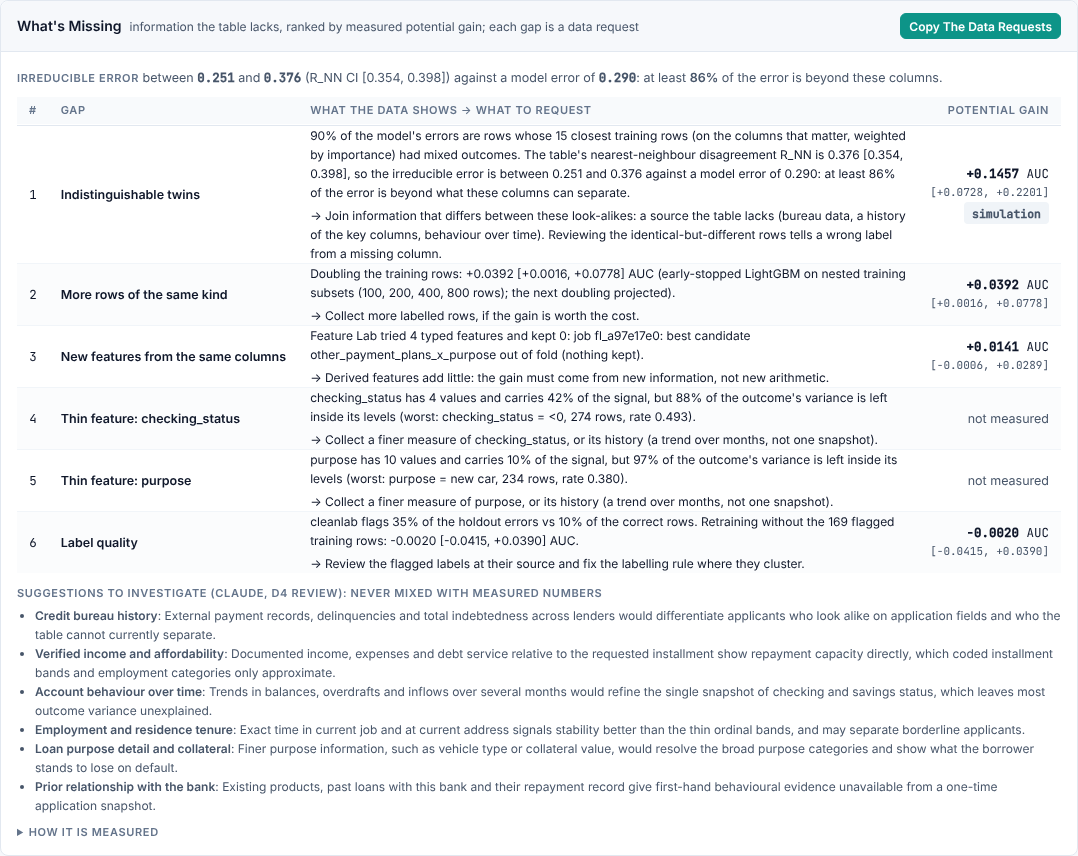 What's Missing information the table lacks, ranked by measured potential gain; each gap is a data request
Copy The Data Requests
IRREDUCIBLE ERROR between 0.251 and 0.376 (R_NN CI [0.354, 0.398]) against a model error of 0.290: at least 86% of the error is beyond these columns.
# GAP WHAT THE DATA SHOWS → WHAT TO REQUEST POTENTIAL GAIN
1 Indistinguishable twins
90% of the model's errors are rows whose 15 closest training rows (on the columns that matter, weighted
by importance) had mixed outcomes. The table's nearest-neighbour disagreement R_NN is 0.376 [0.354,
0.398], so the irreducible error is between 0.251 and 0.376 against a model error of 0.290: at least 86%
of the error is beyond what these columns can separate.
→ Join information that differs between these look-alikes: a source the table lacks (bureau data, a history
of the key columns, behaviour over time). Reviewing the identical-but-different rows tells a wrong label
from a missing column.
+0.1457 AUC
[+0.0728, +0.2201]
simulation
2 More rows of the same kind
Doubling the training rows: +0.0392 [+0.0016, +0.0778] AUC (early-stopped LightGBM on nested training
subsets (100, 200, 400, 800 rows); the next doubling projected).
→ Collect more labelled rows, if the gain is worth the cost.
+0.0392 AUC
[+0.0016, +0.0778]
3 New features from the same columns
Feature Lab tried 4 typed features and kept 0: job fl_a97e17e0: best candidate
other_payment_plans_x_purpose out of fold (nothing kept).
→ Derived features add little: the gain must come from new information, not new arithmetic.
+0.0141 AUC
[-0.0006, +0.0289]
4 Thin feature: checking_status
checking_status has 4 values and carries 42% of the signal, but 88% of the outcome's variance is left
inside its levels (worst: checking_status = <0, 274 rows, rate 0.493).
→ Collect a finer measure of checking_status, or its history (a trend over months, not one snapshot).
not measured
5 Thin feature: purpose
purpose has 10 values and carries 10% of the signal, but 97% of the outcome's variance is left inside its
levels (worst: purpose = new car, 234 rows, rate 0.380).
→ Collect a finer measure of purpose, or its history (a trend over months, not one snapshot).
not measured
6 Label quality
cleanlab flags 35% of the holdout errors vs 10% of the correct rows. Retraining without the 169 flagged
training rows: -0.0020 [-0.0415, +0.0390] AUC.
→ Review the flagged labels at their source and fix the labelling rule where they cluster.
-0.0020 AUC
[-0.0415, +0.0390]
SUGGESTIONS TO INVESTIGATE (CLAUDE, D4 REVIEW): NEVER MIXED WITH MEASURED NUMBERS
• Credit bureau history: External payment records, delinquencies and total indebtedness across lenders would differentiate applicants who look alike on application fields and who the
table cannot currently separate.
• Verified income and affordability: Documented income, expenses and debt service relative to the requested installment show repayment capacity directly, which coded installment
bands and employment categories only approximate.
• Account behaviour over time: Trends in balances, overdrafts and inflows over several months would refine the single snapshot of checking and savings status, which leaves most
outcome variance unexplained.
• Employment and residence tenure: Exact time in current job and at current address signals stability better than the thin ordinal bands, and may separate borderline applicants.
• Loan purpose detail and collateral: Finer purpose information, such as vehicle type or collateral value, would resolve the broad purpose categories and show what the borrower
stands to lose on default.
• Prior relationship with the bank: Existing products, past loans with this bank and their repayment record give first-hand behavioural evidence unavailable from a one-time
application snapshot.
▶ HOW IT IS MEASURED